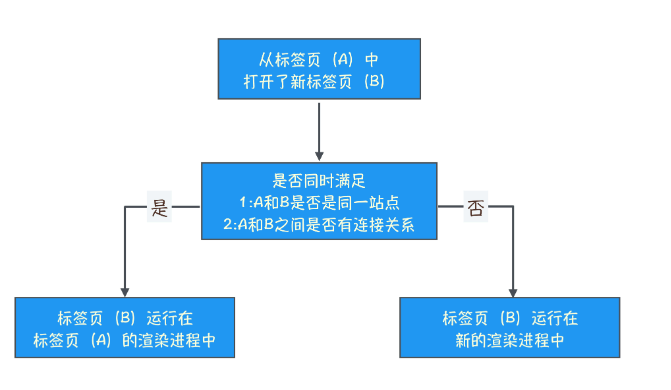 从标签页（A）中
打开了新标签页（B）
是否同时满足
1:A和B是否是同一站点
2:A和B之间是否有连接关系
是
否
标签页（B）运行在
标签页（A）的渲染进程中
标签页（B）运行在
新的渲染进程中